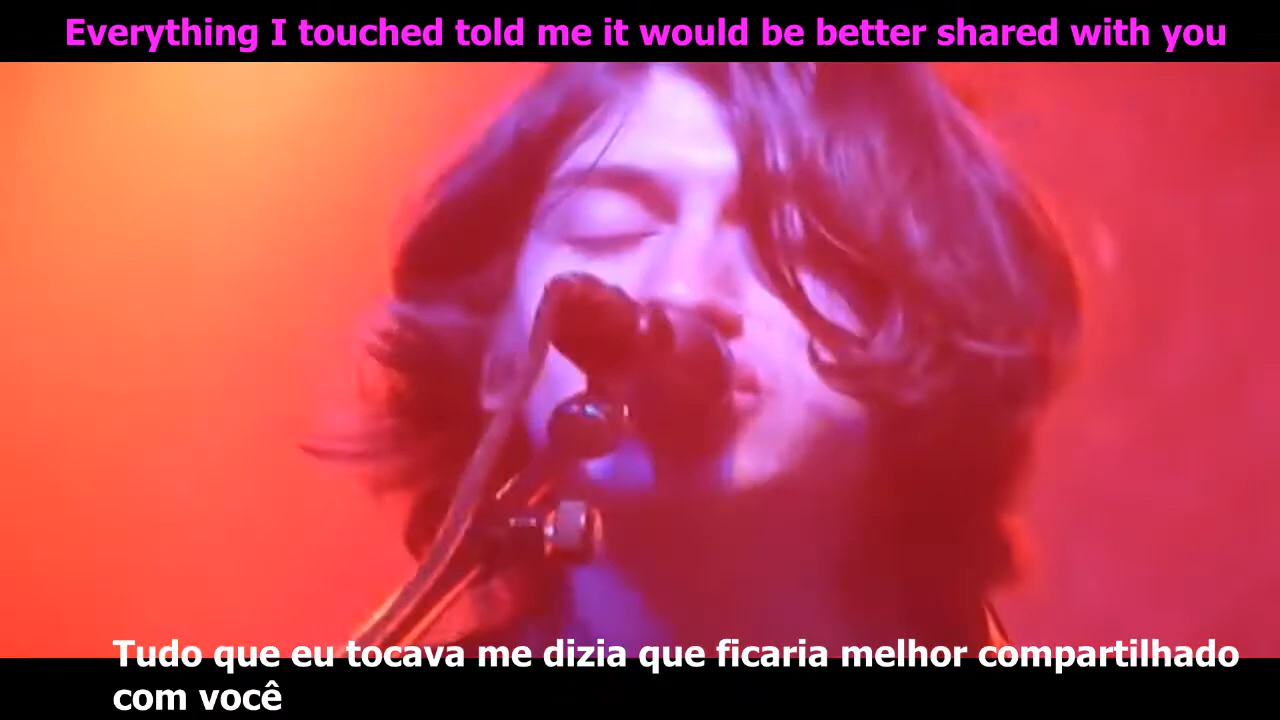 Everything I touched told me it would be better shared with you
Tudo que eu tocava me dizia que ficaria melhor compartilhado
com você